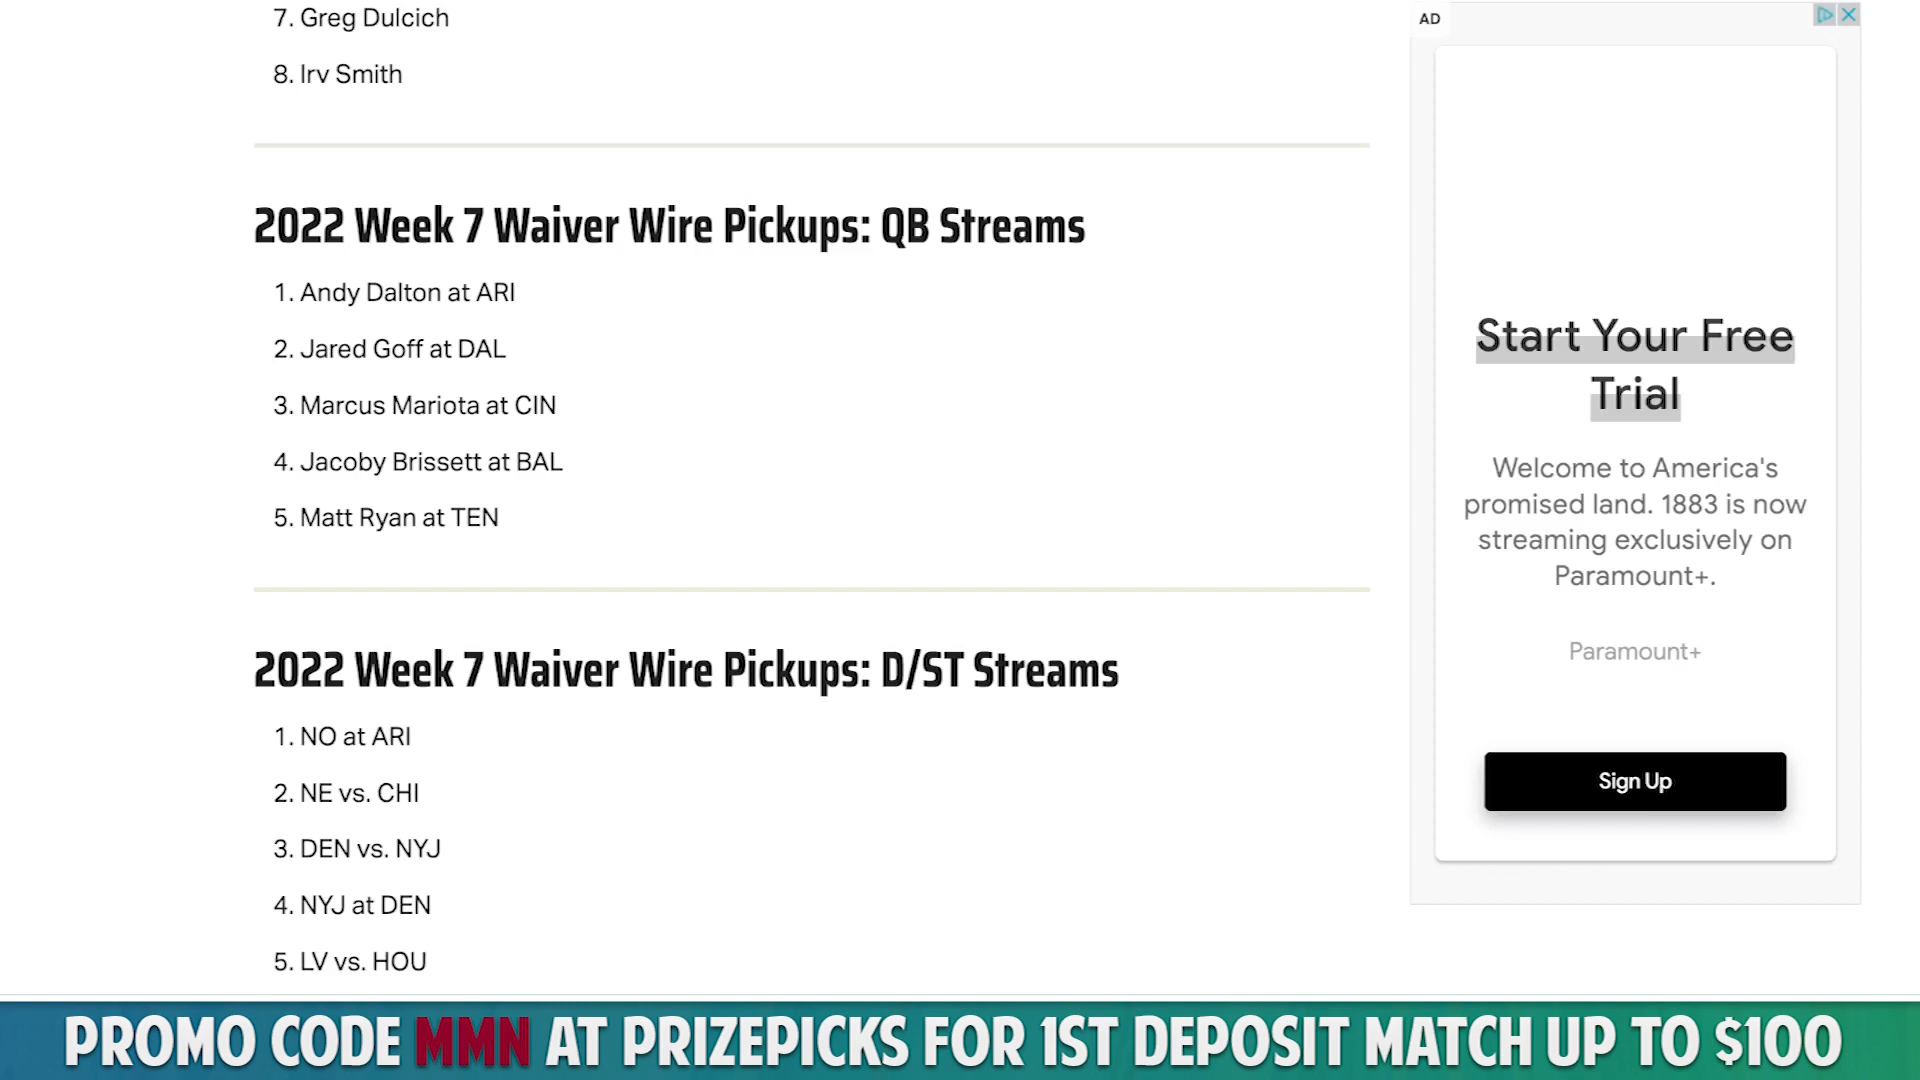 7. Greg Dulcich
8. Irv Smith
2022 Week 7 Waiver Wire Pickups: QB Streams
1. Andy Dalton at ARI
2. Jared Goff at DAL
3. Marcus Mariota at CIN
4. Jacoby Brissett at BAL
5. Matt Ryan at TEN
2022 Week 7 Waiver Wire Pickups: D/ST Streams
1. NO at ARI
2. NE vs. CHI
3. DEN vs. NYJ
4. NYJ at DEN
5. LV vs. HOU
AD
Start Your Free
Trial
Welcome to America's
promised land. 1883 is now
streaming exclusively on
Paramount+.
Paramount+
Sign Up
PROMO CODE MMN AT PRIZEPICKS FOR 1ST DEPOSIT MATCH UP TO $100